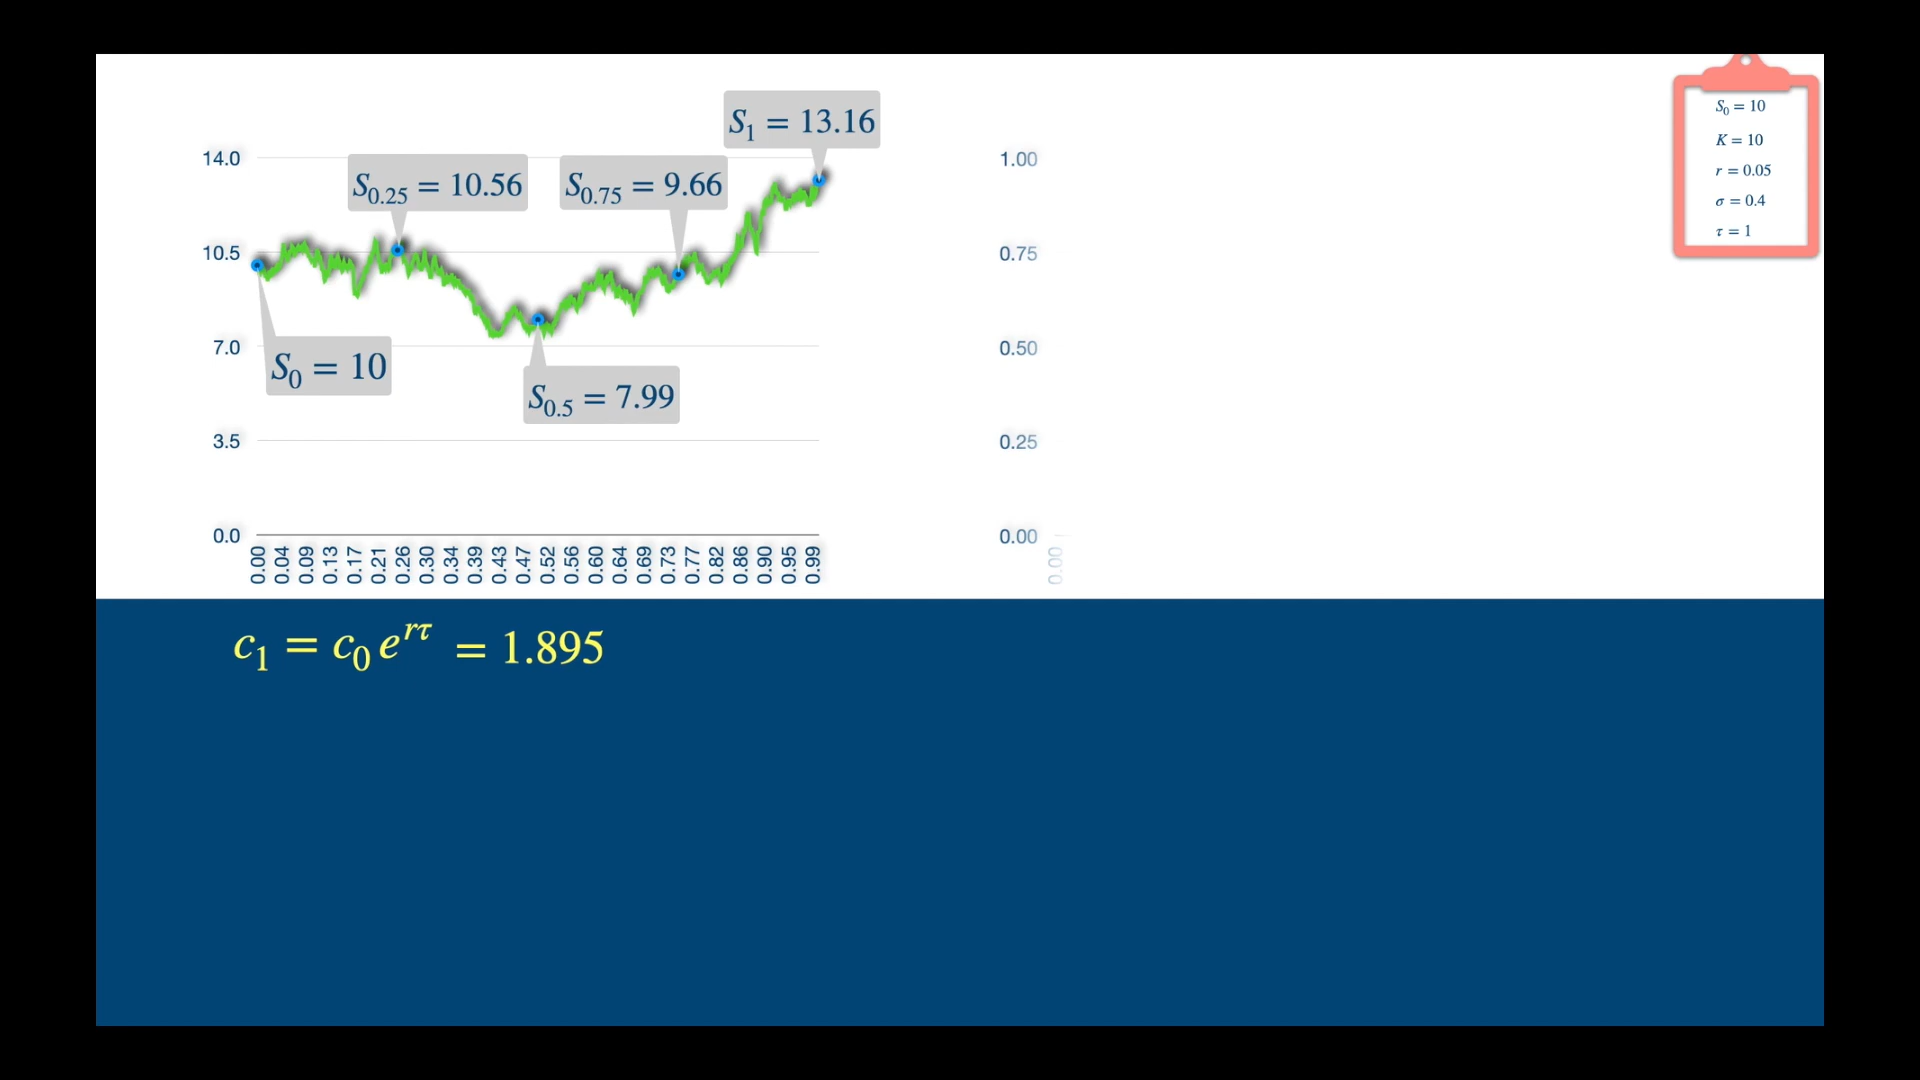 S₁ = 13.16
S₀.₂₅ = 10.56
S₀.₇₅ = 9.66
S₀ = 10
S₀.₅ = 7.99
14.0
10.5
7.0
3.5
0.0
0.00 0.04 0.09 0.13 0.17 0.21 0.26 0.30 0.34 0.39 0.43 0.47 0.52 0.56 0.60 0.64 0.69 0.73 0.77 0.82 0.86 0.90 0.95 0.99
1.00
0.75
0.50
0.25
0.00
0.00
S₀ = 10
K = 10
r = 0.05
σ = 0.4
τ = 1
c₁ = c₀e^{rτ} = 1.895